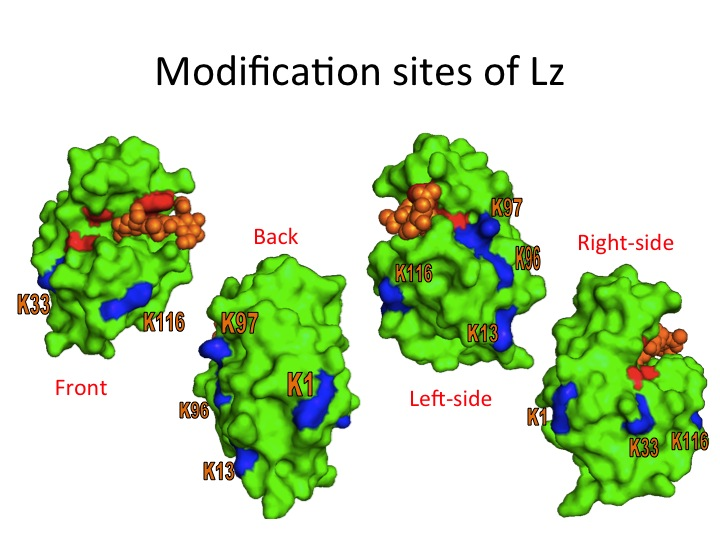 Modification sites of Lz
K33
K116
Front
Back
K97
K1
K96
K13
K97
K96
K116
K13
Left-side
Right-side
K1
K33
K116